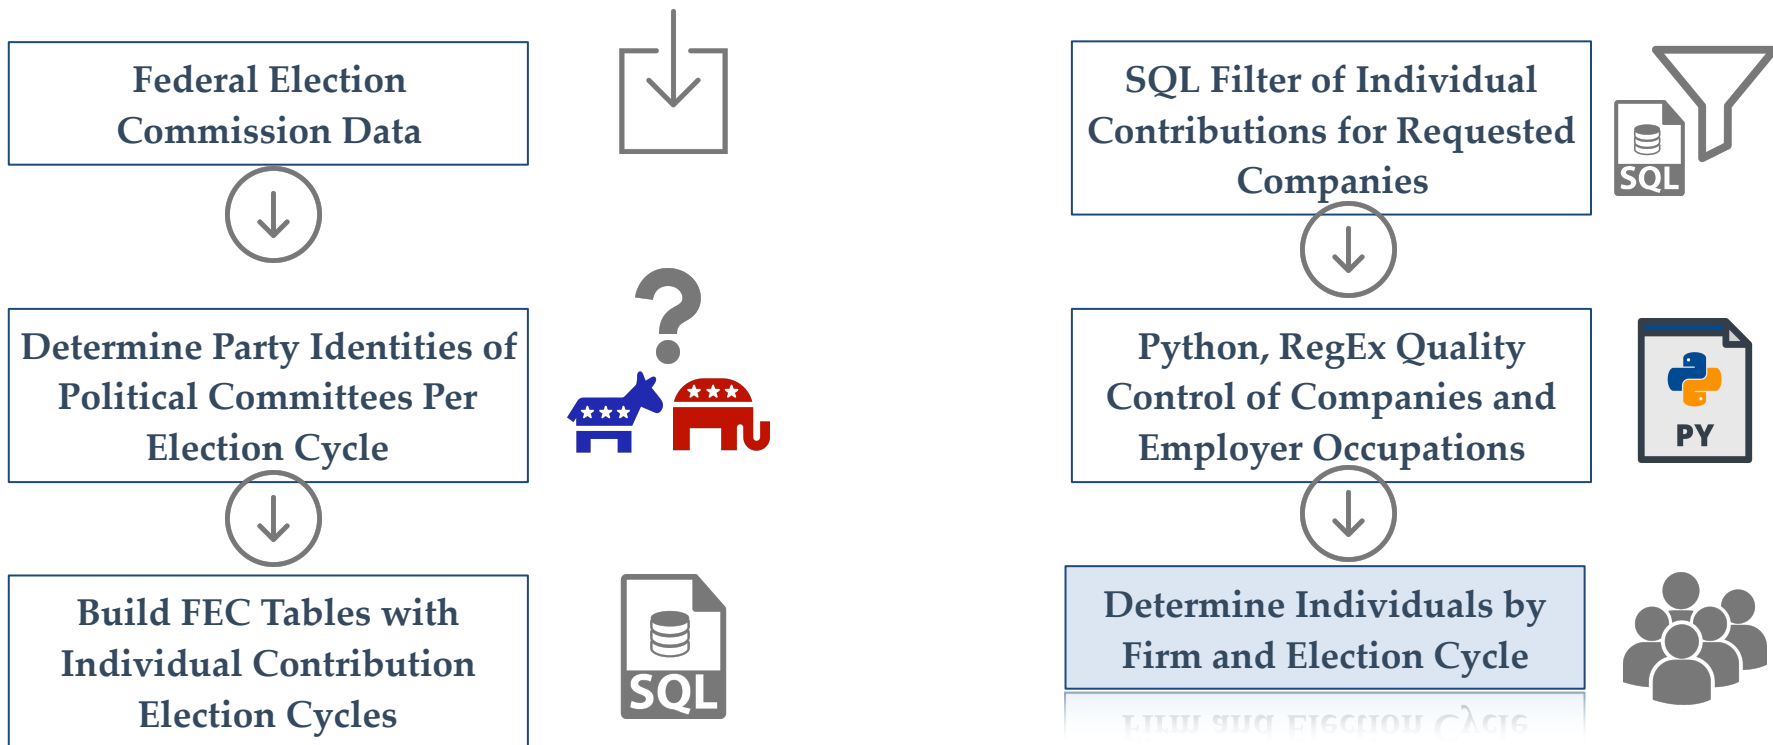 Federal Election
Commission Data
Determine Party Identities of
Political Committees Per
Election Cycle
Build FEC Tables with
Individual Contribution
Election Cycles
SQL
SQL Filter of Individual
Contributions for Requested
Companies
SQL
Python, RegEx Quality
Control of Companies and
Employer Occupations
PY
Determine Individuals by
Firm and Election Cycle